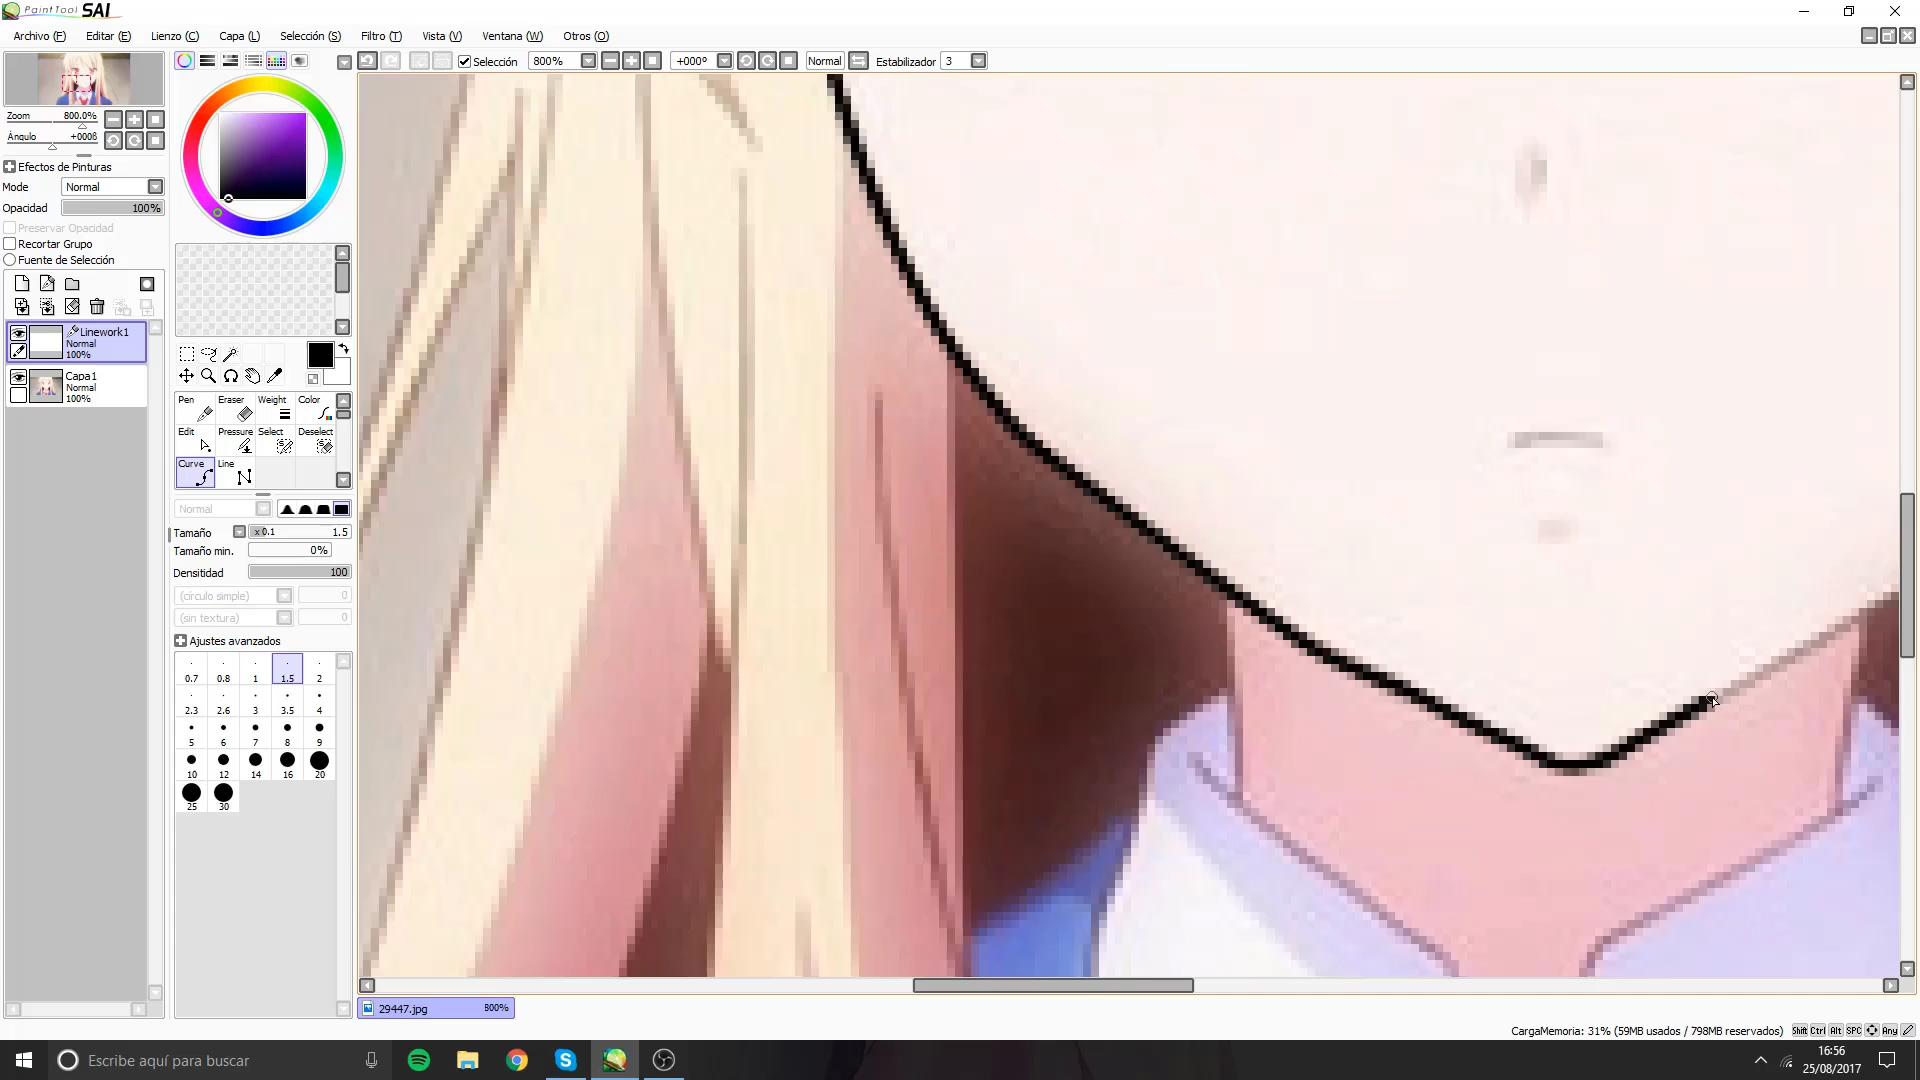 PaintTool SAI
Archivo (F) Editar (E) Lienzo (C) Capa (L) Selección (S) Filtro (T) Vista (V) Ventana (W) Otros (O)
Selección 800% +000º Normal Estabilizador 3
Zoom 800.0%
Ángulo +000ß
Efectos de Pinturas
Mode Normal
Opacidad 100%
Preservar Opacidad
Recortar Grupo
Fuente de Selección
Linework1
Normal
100%
Capa1
Normal
100%
Pen Eraser Weight Color
Edit Pressure Select Deselect
Curve Line
Normal
Tamaño x0.1 1.5
Tamaño min. 0%
Densitidad 100
(círculo simple) 0
(sin textura) 0
Ajustes avanzados
0.7 0.8 1 1.5 2
2.3 2.6 3 3.5 4
5 6 7 8 9
10 12 14 16 20
25 30
29447.jpg 800%
CargaMemoria: 31% (59MB usados / 798MB reservados) Shift Ctrl Alt SPC Any
Escribe aquí para buscar
16:56
25/08/2017